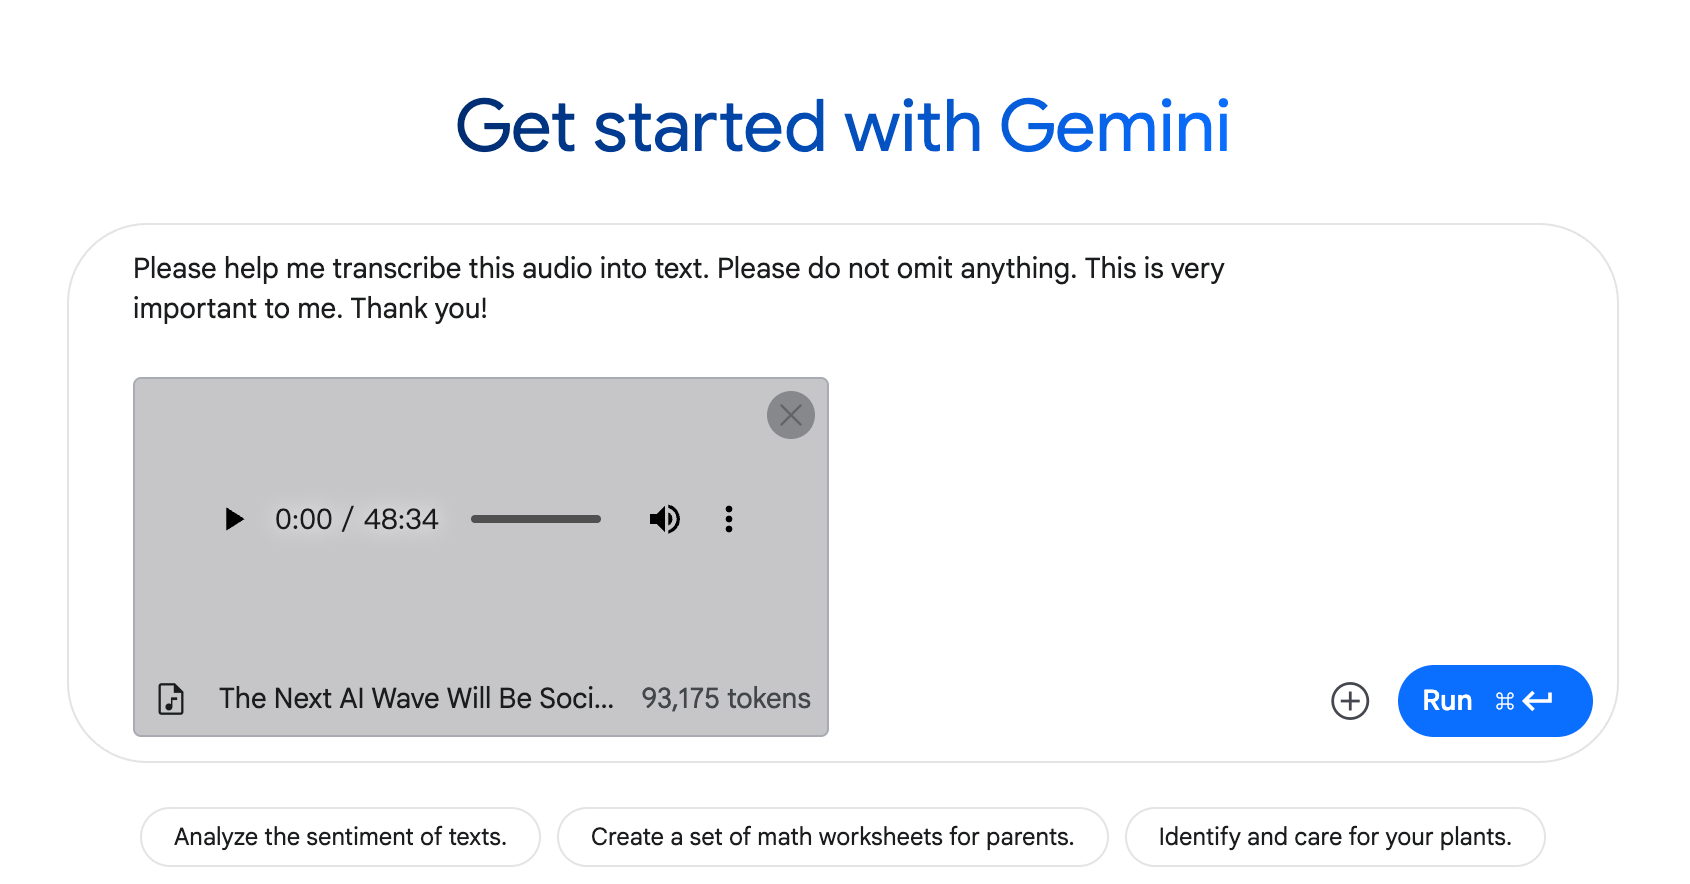 Get started with Gemini
Please help me transcribe this audio into text. Please do not omit anything. This is very
important to me. Thank you!
0:00 / 48:34
The Next AI Wave Will Be Soci... 93,175 tokens
Run ⌘
Analyze the sentiment of texts. Create a set of math worksheets for parents. Identify and care for your plants.